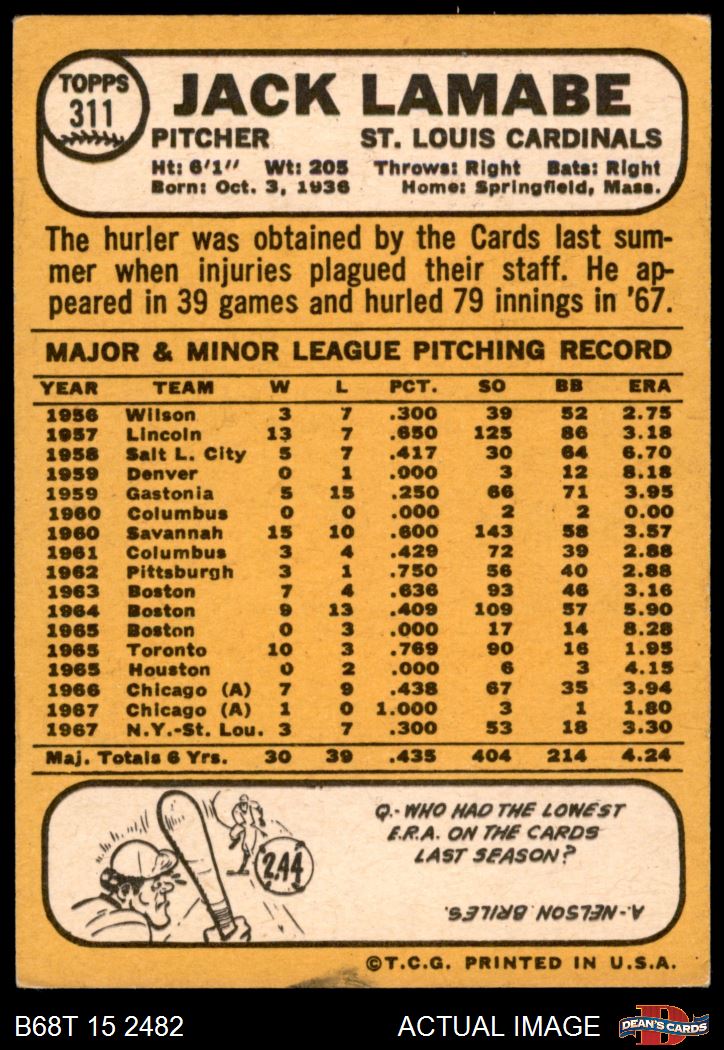 TOPPS
311
JACK LAMABE
PITCHER ST. LOUIS CARDINALS
Ht: 6'1" Wt: 205 Throws: Right Bats: Right
Born: Oct. 3, 1936 Home: Springfield, Mass.
The hurler was obtained by the Cards last sum-
mer when injuries plagued their staff. He ap-
peared in 39 games and hurled 79 innings in '67.
MAJOR & MINOR LEAGUE PITCHING RECORD
YEAR TEAM W L PCT. SO BB ERA
1956 Wilson 3 7 .300 39 52 2.75
1957 Lincoln 13 7 .650 125 86 3.18
1958 Salt L. City 5 7 .417 30 64 6.70
1959 Denver 0 1 .000 3 12 8.18
1959 Gastonia 5 15 .250 66 71 3.95
1960 Columbus 0 0 .000 2 2 0.00
1960 Savannah 15 10 .600 143 58 3.57
1961 Columbus 3 4 .429 72 39 2.88
1962 Pittsburgh 3 1 .750 56 40 2.88
1963 Boston 7 4 .636 93 46 3.16
1964 Boston 9 13 .409 109 57 5.90
1965 Boston 0 3 .000 17 14 8.28
1965 Toronto 10 3 .769 90 16 1.95
1965 Houston 0 2 .000 6 3 4.15
1966 Chicago (A) 7 9 .438 67 35 3.94
1967 Chicago (A) 1 0 1.000 3 1 1.80
1967 N.Y.-St. Lou. 3 7 .300 53 18 3.30
Maj. Totals 6 Yrs. 30 39 .435 404 214 4.24
2.44
Q.- WHO HAD THE LOWEST
E.R.A. ON THE CARDS
LAST SEASON?
A.- NELSON BRILES.
©T.C.G. PRINTED IN U.S.A.
B68T 15 2482 ACTUAL IMAGE
D
DEAN'S CARDS